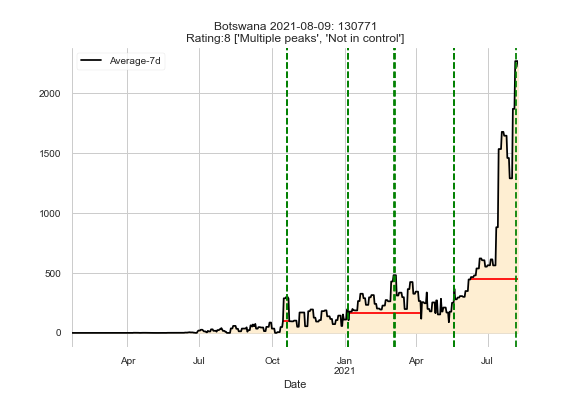 Botswana 2021-08-09: 130771
Rating:8 ['Multiple peaks', 'Not in control']
Average-7d
2000
1500
1000
500
0
Apr
Jul
Oct
Jan
2021
Apr
Jul
Date